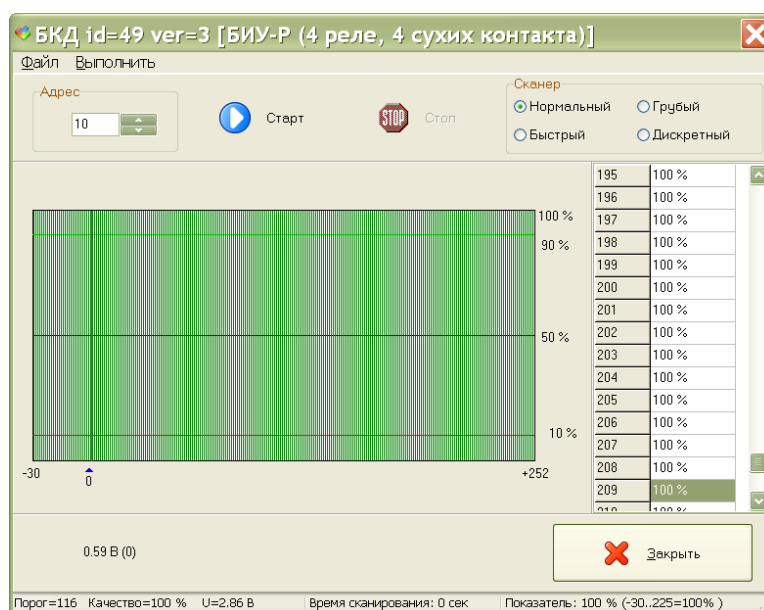 БКД id=49 ver=3 [БИУ-Р (4 реле, 4 сухих контакта)]
Файл Выполнить
Адрес
10
Старт
STOP
Стоп
Сканер
Нормальный
Грубый
Быстрый
Дискретный
100 %
90 %
50 %
10 %
-30
0
+252
195 100 %
196 100 %
197 100 %
198 100 %
199 100 %
200 100 %
201 100 %
202 100 %
203 100 %
204 100 %
205 100 %
206 100 %
207 100 %
208 100 %
209 100 %
210 100 %
0.59 В (0)
Закрыть
Порог=116 Качество=100 % U=2.86 В Время сканирования: 0 сек Показатель: 100 % (-30..225=100% )